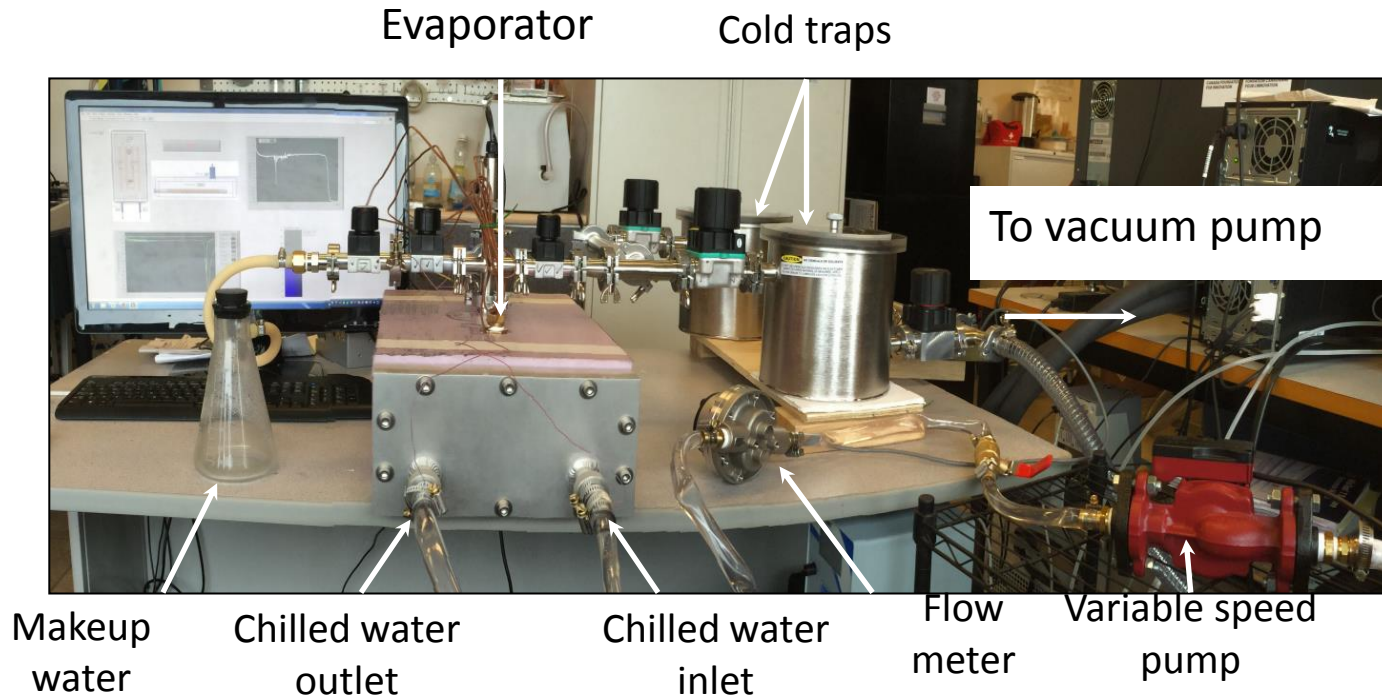 Evaporator
Cold traps
To vacuum pump
CAUTION
Makeup
water
Chilled water
outlet
Chilled water
inlet
Flow
meter
Variable speed
pump